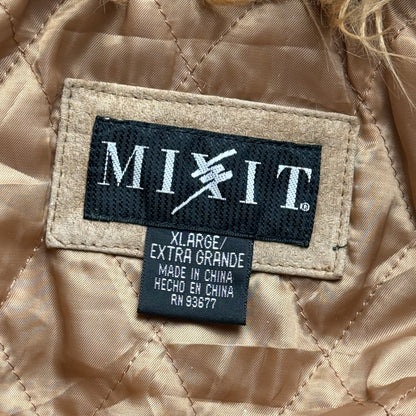 MIXIT®
XLARGE/
EXTRA GRANDE
MADE IN CHINA
HECHO EN CHINA
RN 93677